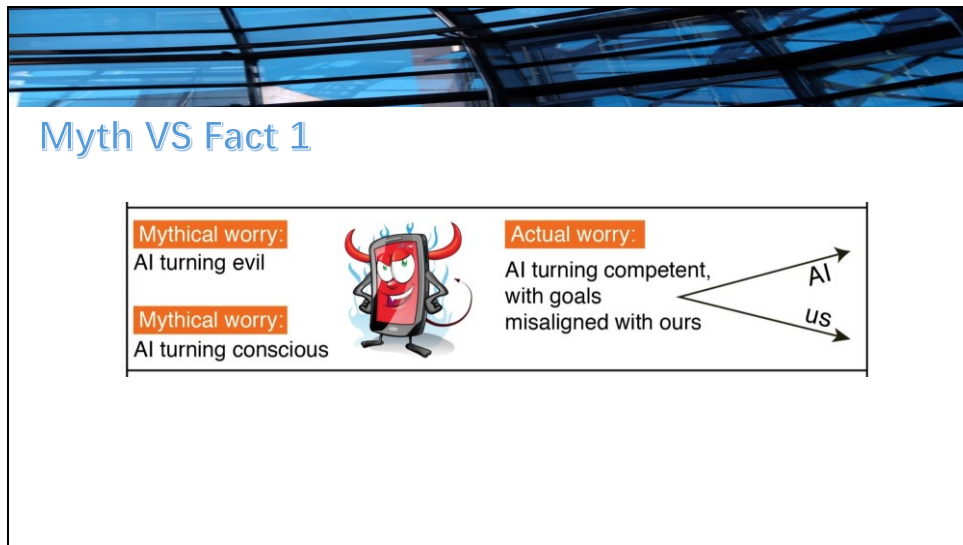 Myth VS Fact 1
Mythical worry:
AI turning evil
Mythical worry:
AI turning conscious
Actual worry:
AI turning competent,
with goals
misaligned with ours
AI
us